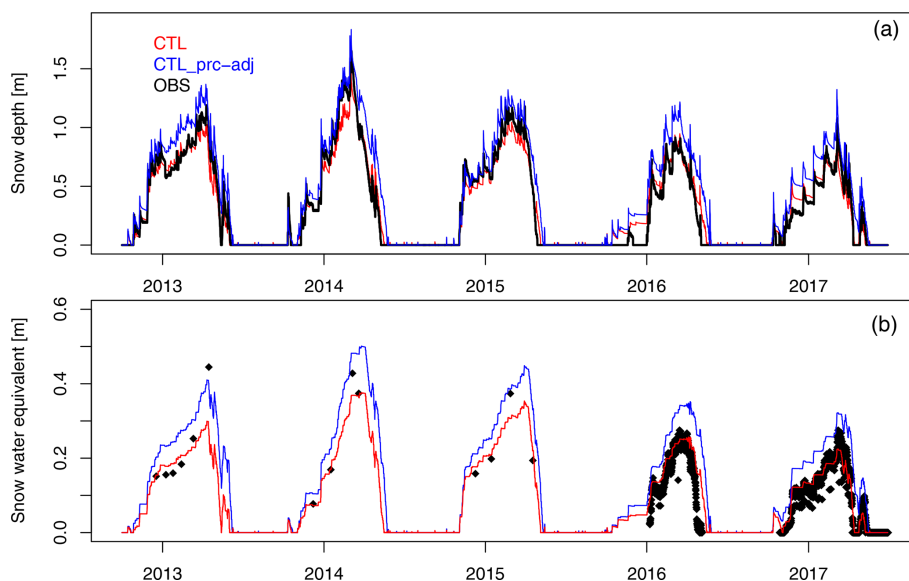 (a)
CTL
CTL_prc−adj
OBS
Snow depth [m]
1.5
1.0
0.5
0.0
2013 2014 2015 2016 2017
(b)
Snow water equivalent [m]
0.6
0.4
0.2
0.0
2013 2014 2015 2016 2017